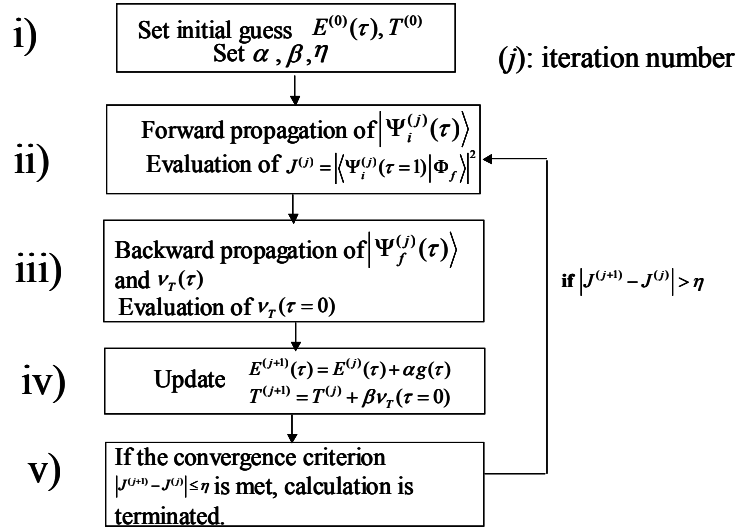 i)
Set initial guess E^{(0)}(τ), T^{(0)}
Set α , β, η
(j): iteration number
ii)
Forward propagation of |Ψ_i^{(j)}(τ)⟩
Evaluation of J^{(j)} = |⟨Ψ_i^{(j)}(τ=1)|Φ_f⟩|^2
iii)
Backward propagation of |Ψ_f^{(j)}(τ)⟩
and ν_T(τ)
Evaluation of ν_T(τ=0)
if |J^{(j+1)} − J^{(j)}| > η
iv)
Update
E^{(j+1)}(τ) = E^{(j)}(τ) + αg(τ)
T^{(j+1)} = T^{(j)} + βν_T(τ=0)
v)
If the convergence criterion
|J^{(j+1)} − J^{(j)}| ≤ η is met, calculation is
terminated.